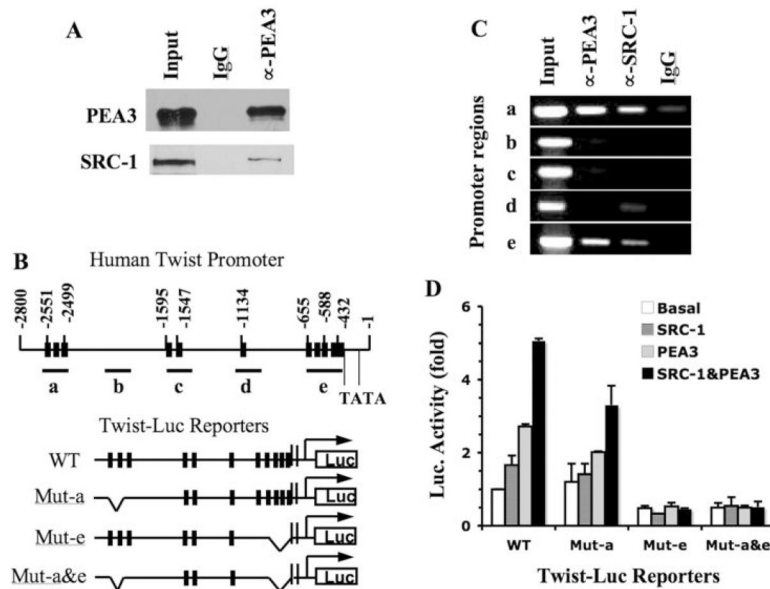 A
Input
IgG
α-PEA3
PEA3
SRC-1
B
Human Twist Promoter
-2800
-2551
-2499
-1595
-1547
-1134
-655
-588
-432
-1
a
b
c
d
e
TATA
Twist-Luc Reporters
WT
Luc
Mut-a
Luc
Mut-e
Luc
Mut-a&e
Luc
C
Input
α-PEA3
α-SRC-1
IgG
Promoter regions
a
b
c
d
e
D
Luc. Activity (fold)
6
4
2
0
Basal
SRC-1
PEA3
SRC-1&PEA3
WT Mut-a Mut-e Mut-a&e
Twist-Luc Reporters